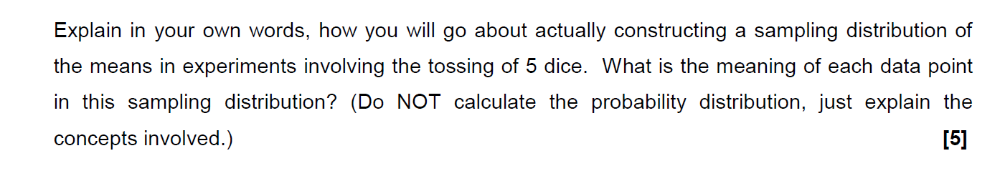 Explain in your own words, how you will go about actually constructing a sampling distribution of
the means in experiments involving the tossing of 5 dice. What is the meaning of each data point
in this sampling distribution? (Do NOT calculate the probability distribution, just explain the
concepts involved.) [5]